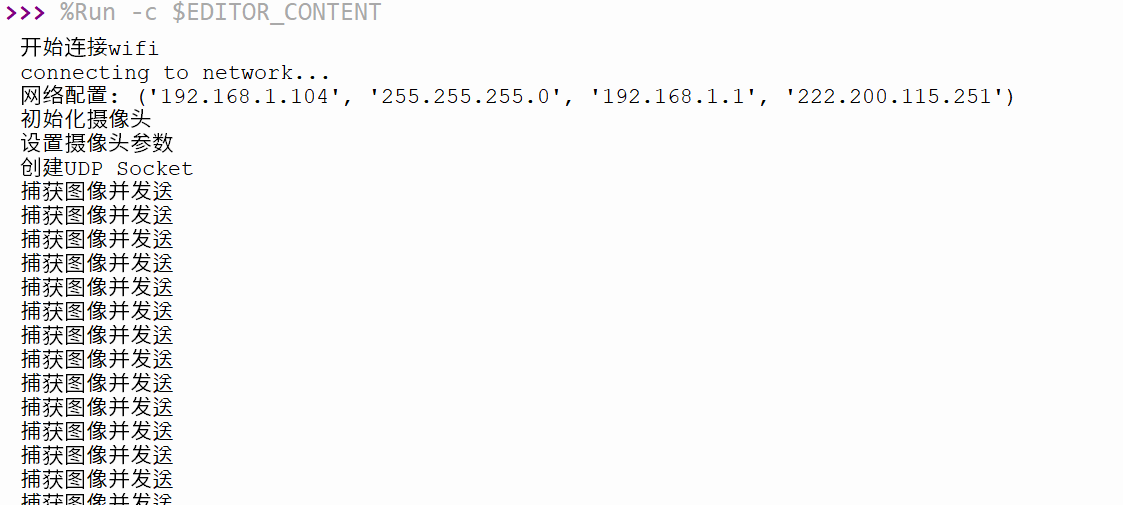 >>> %Run -c $EDITOR_CONTENT
开始连接wifi
connecting to network...
网络配置: ('192.168.1.104', '255.255.255.0', '192.168.1.1', '222.200.115.251')
初始化摄像头
设置摄像头参数
创建UDP Socket
捕获图像并发送
捕获图像并发送
捕获图像并发送
捕获图像并发送
捕获图像并发送
捕获图像并发送
捕获图像并发送
捕获图像并发送
捕获图像并发送
捕获图像并发送
捕获图像并发送
捕获图像并发送
捕获图像并发送
捕获图像并发送